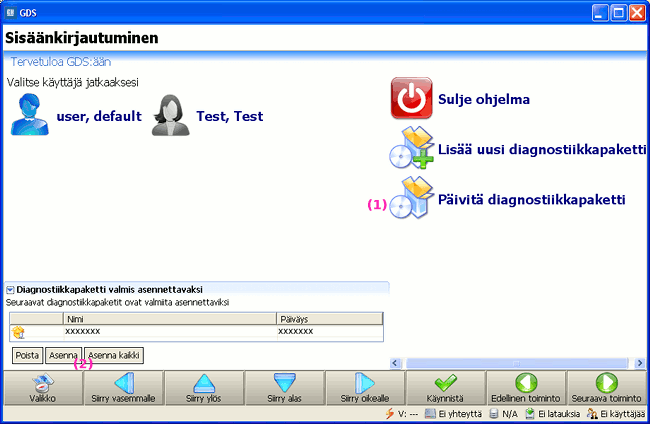 GDS
Sisäänkirjautuminen
Tervetuloa GDS:ään
Valitse käyttäjä jatkaaksesi
user, default
Test, Test
Sulje ohjelma
Lisää uusi diagnostiikkapaketti
(1)
Päivitä diagnostiikkapaketti
Diagnostiikkapaketti valmis asennettavaksi
Seuraavat diagnostiikkapaketit ovat valmiita asennettaviksi
Nimi Päiväys
xxxxxxx xxxxxxx
Poista Asenna Asenna kaikki
(2)
Valikko Siirry vasemmalle Siirry ylös Siirry alas Siirry oikealle Käynnistä Edellinen toiminto Seuraava toiminto
V: --- Ei yhteyttä N/A Ei latauksia Ei käyttäjää